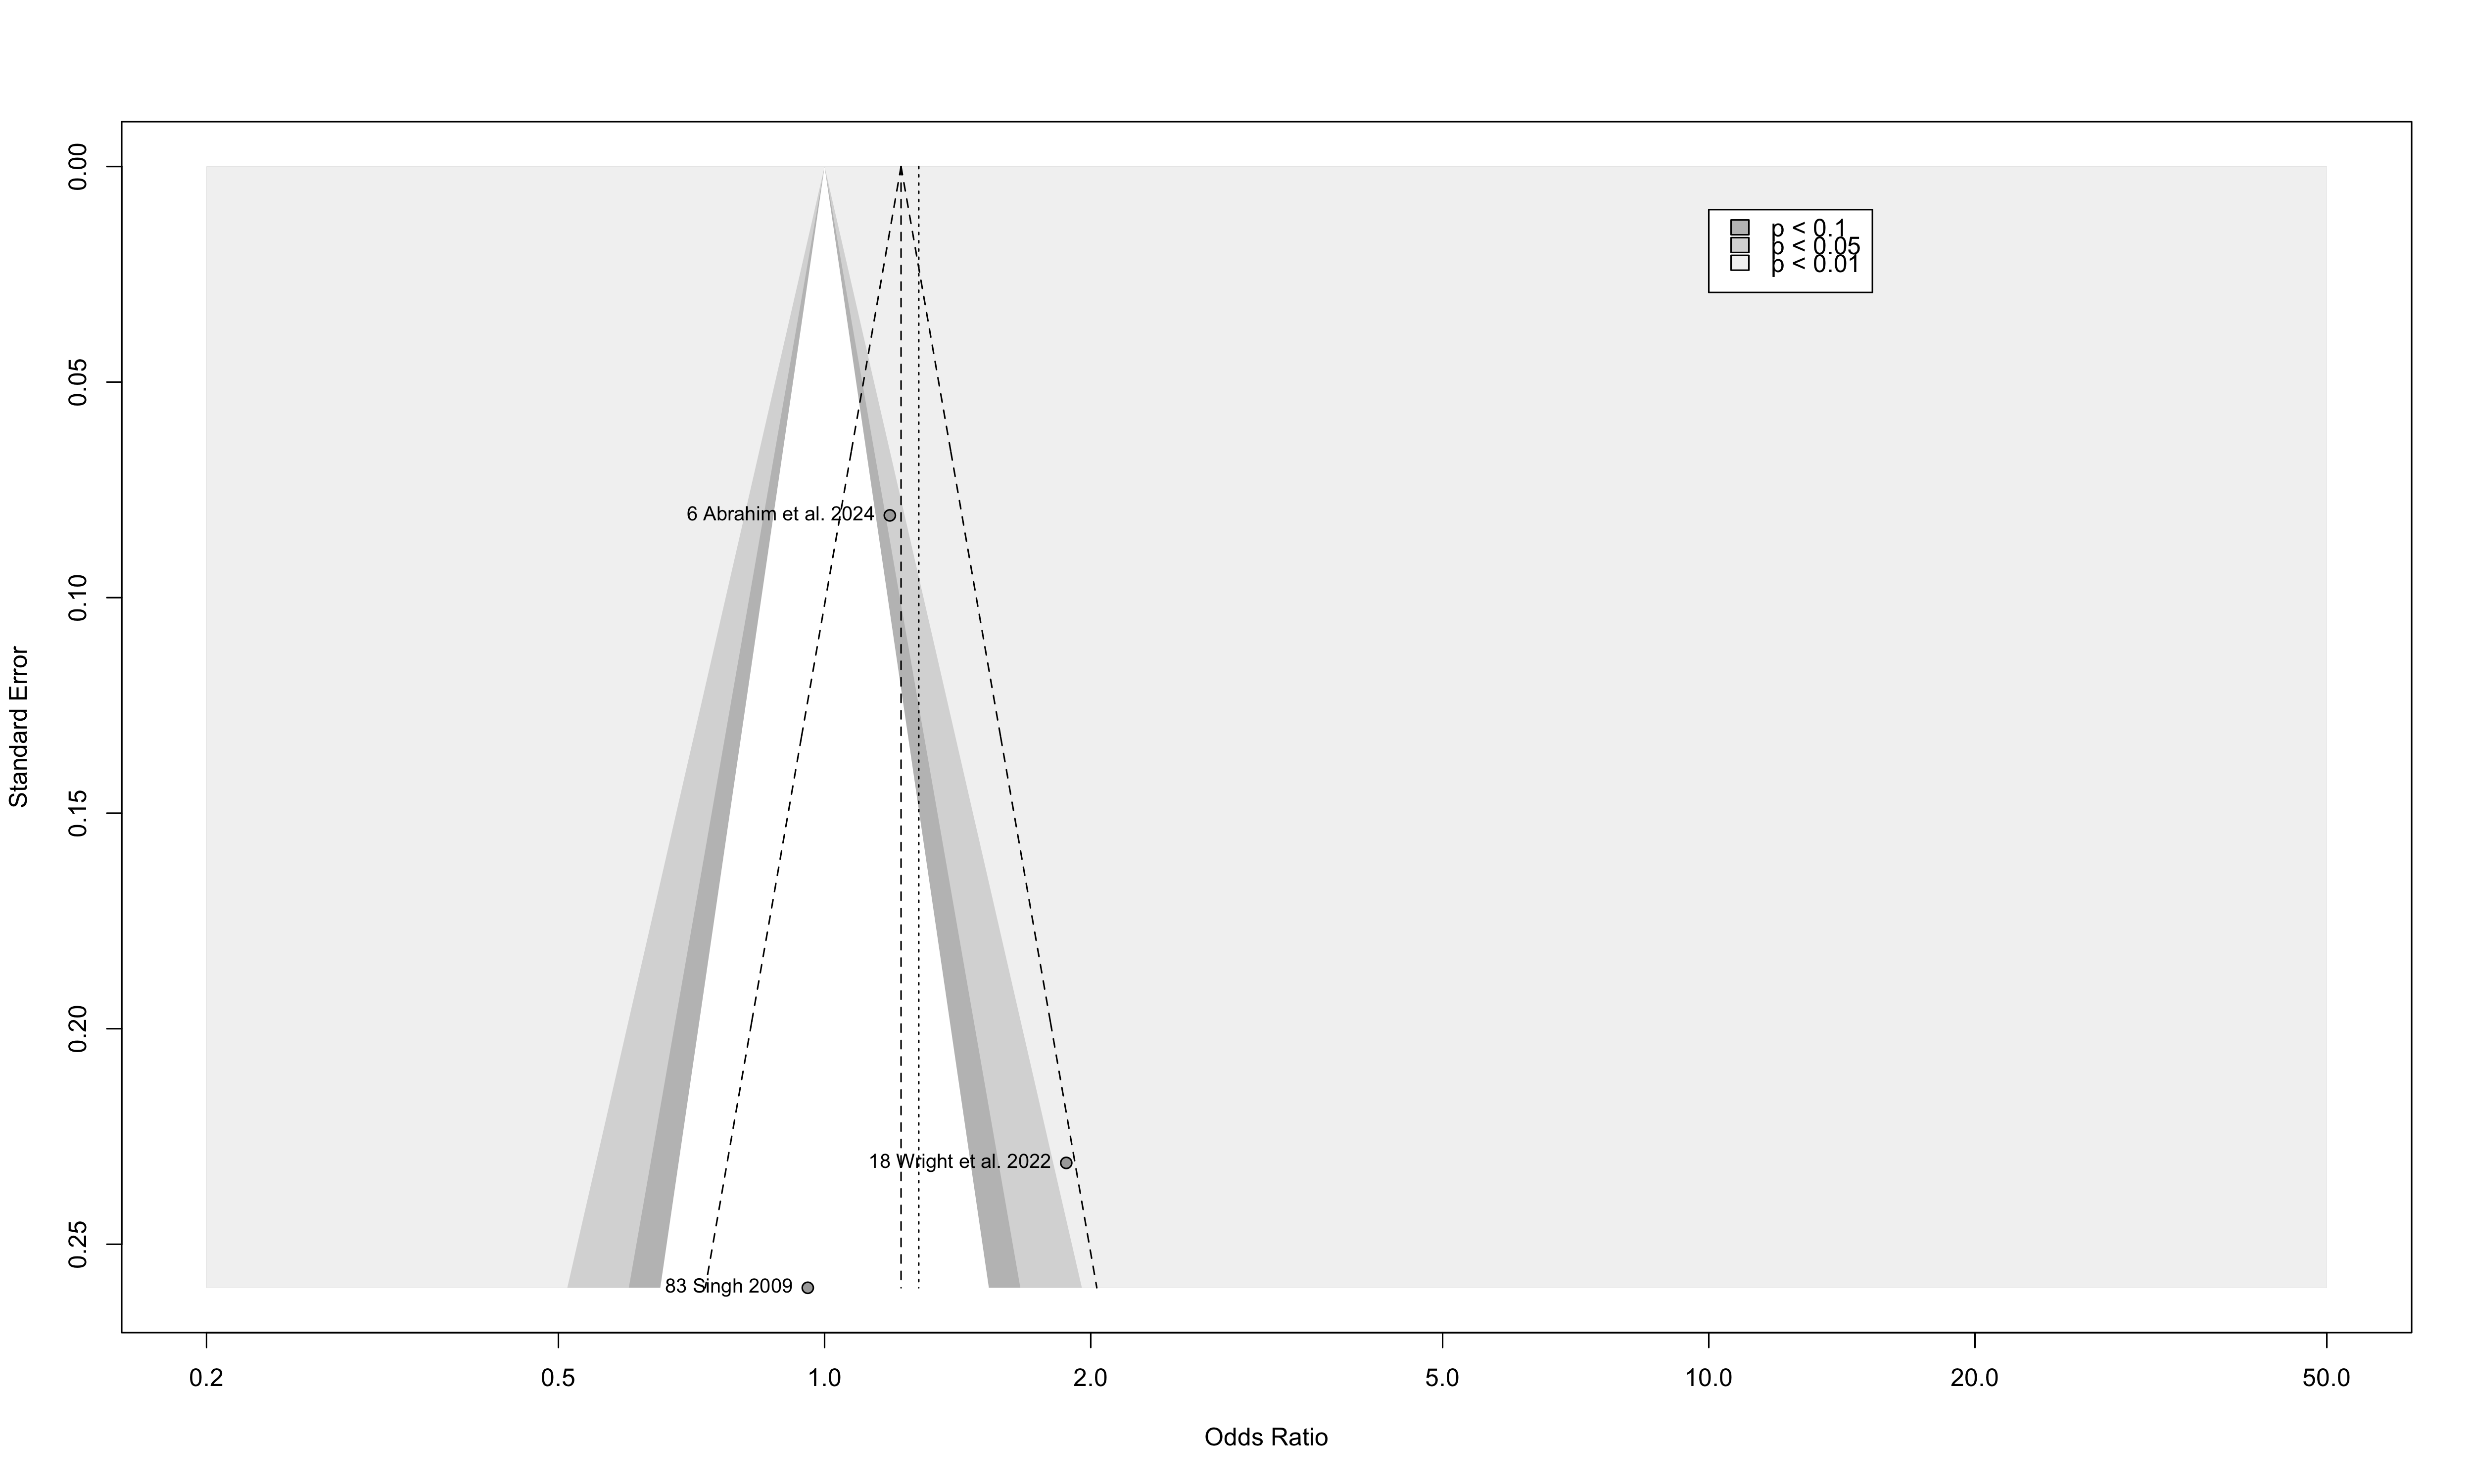 0.00
0.05
0.10
0.15
0.20
0.25
Standard Error
p < 0.1
p < 0.05
p < 0.01
6 Abrahim et al. 2024
18 Wright et al. 2022
83 Singh 2009
0.2 0.5 1.0 2.0 5.0 10.0 20.0 50.0
Odds Ratio